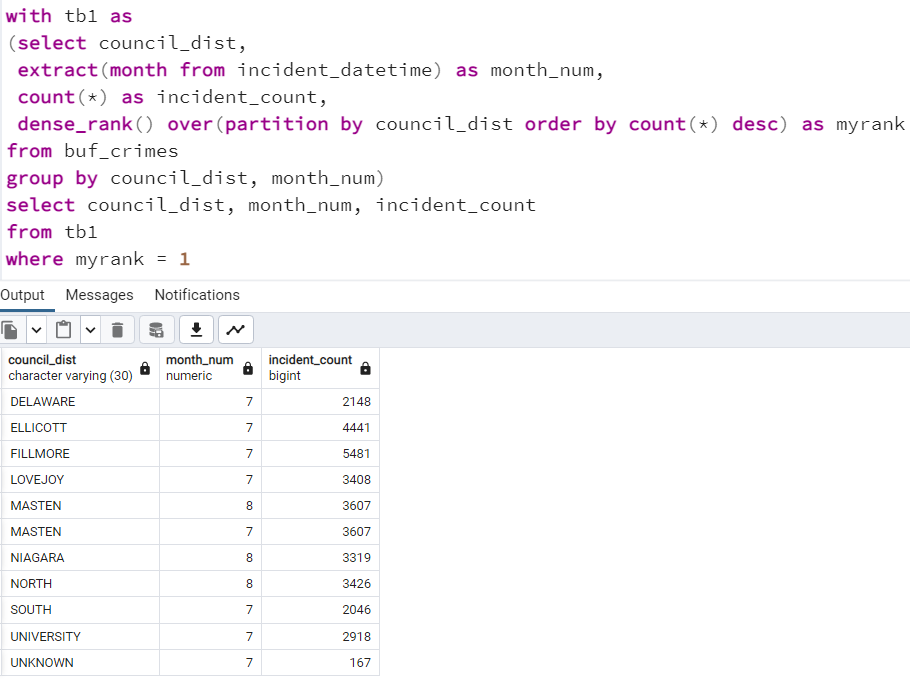 with tb1 as
(select council_dist,
extract(month from incident_datetime) as month_num,
count(*) as incident_count,
dense_rank() over(partition by council_dist order by count(*) desc) as myrank
from buf_crimes
group by council_dist, month_num)
select council_dist, month_num, incident_count
from tb1
where myrank = 1
Output Messages Notifications
council_dist month_num incident_count
character varying (30) numeric bigint
DELAWARE 7 2148
ELLICOTT 7 4441
FILLMORE 7 5481
LOVEJOY 7 3408
MASTEN 8 3607
MASTEN 7 3607
NIAGARA 8 3319
NORTH 8 3426
SOUTH 7 2046
UNIVERSITY 7 2918
UNKNOWN 7 167